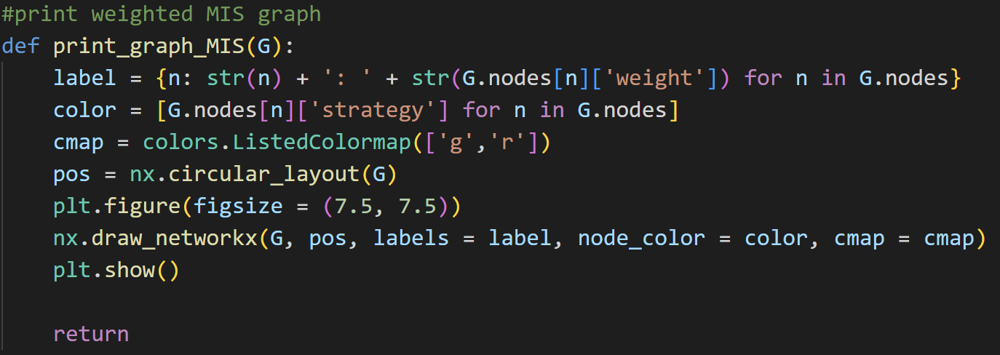 #print weighted MIS graph
def print_graph_MIS(G):
    label = {n: str(n) + ': ' + str(G.nodes[n]['weight']) for n in G.nodes}
    color = [G.nodes[n]['strategy'] for n in G.nodes]
    cmap = colors.ListedColormap(['g','r'])
    pos = nx.circular_layout(G)
    plt.figure(figsize = (7.5, 7.5))
    nx.draw_networkx(G, pos, labels = label, node_color = color, cmap = cmap)
    plt.show()
    return